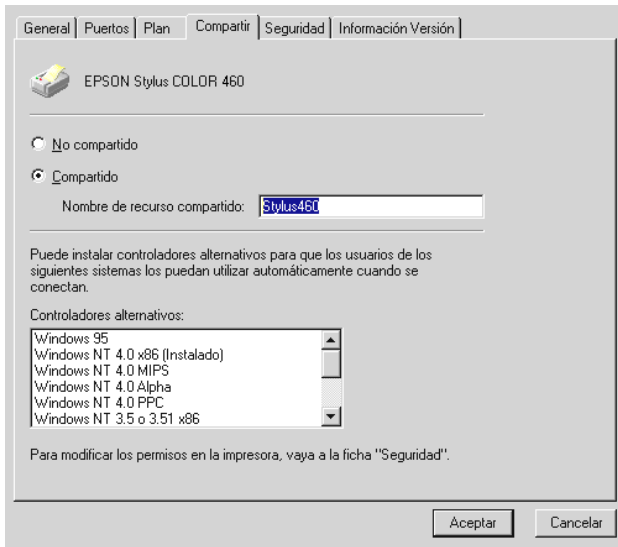 General Puertos Plan Compartir Seguridad Información Versión
EPSON Stylus COLOR 460
No compartido
Compartido
Nombre de recurso compartido: Stylus460
Puede instalar controladores alternativos para que los usuarios de los
siguientes sistemas los puedan utilizar automáticamente cuando se
conectan.
Controladores alternativos:
Windows 95
Windows NT 4.0 x86 (Instalado)
Windows NT 4.0 MIPS
Windows NT 4.0 Alpha
Windows NT 4.0 PPC
Windows NT 3.5 o 3.51 x86
Para modificar los permisos en la impresora, vaya a la ficha "Seguridad".
Aceptar Cancelar